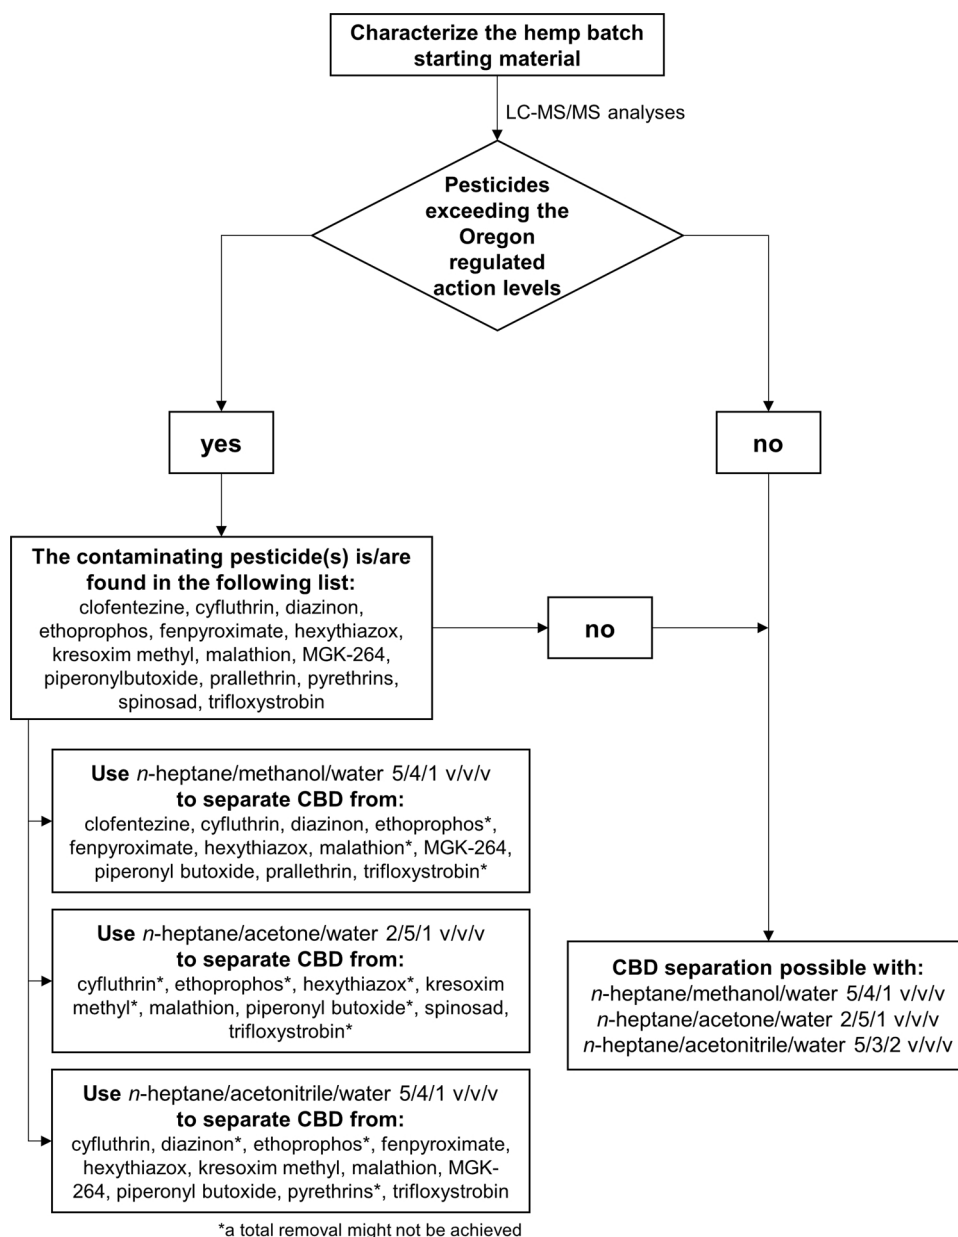 Characterize the hemp batch
starting material
LC-MS/MS analyses
Pesticides
exceeding the
Oregon
regulated
action levels
yes
no
The contaminating pesticide(s) is/are
found in the following list:
clofentezine, cyfluthrin, diazinon,
ethoprophos, fenpyroximate, hexythiazox,
kresoxim methyl, malathion, MGK-264,
piperonylbutoxide, prallethrin, pyrethrins,
spinosad, trifloxystrobin
no
Use n-heptane/methanol/water 5/4/1 v/v/v
to separate CBD from:
clofentezine, cyfluthrin, diazinon, ethoprophos*,
fenpyroximate, hexythiazox, malathion*, MGK-264,
piperonyl butoxide, prallethrin, trifloxystrobin*
Use n-heptane/acetone/water 2/5/1 v/v/v
to separate CBD from:
cyfluthrin*, ethoprophos*, hexythiazox*, kresoxim
methyl*, malathion, piperonyl butoxide*, spinosad,
trifloxystrobin*
Use n-heptane/acetonitrile/water 5/4/1 v/v/v
to separate CBD from:
cyfluthrin, diazinon*, ethoprophos*, fenpyroximate,
hexythiazox, kresoxim methyl, malathion, MGK-
264, piperonyl butoxide, pyrethrins*, trifloxystrobin
*a total removal might not be achieved
CBD separation possible with:
n-heptane/methanol/water 5/4/1 v/v/v
n-heptane/acetone/water 2/5/1 v/v/v
n-heptane/acetonitrile/water 5/3/2 v/v/v